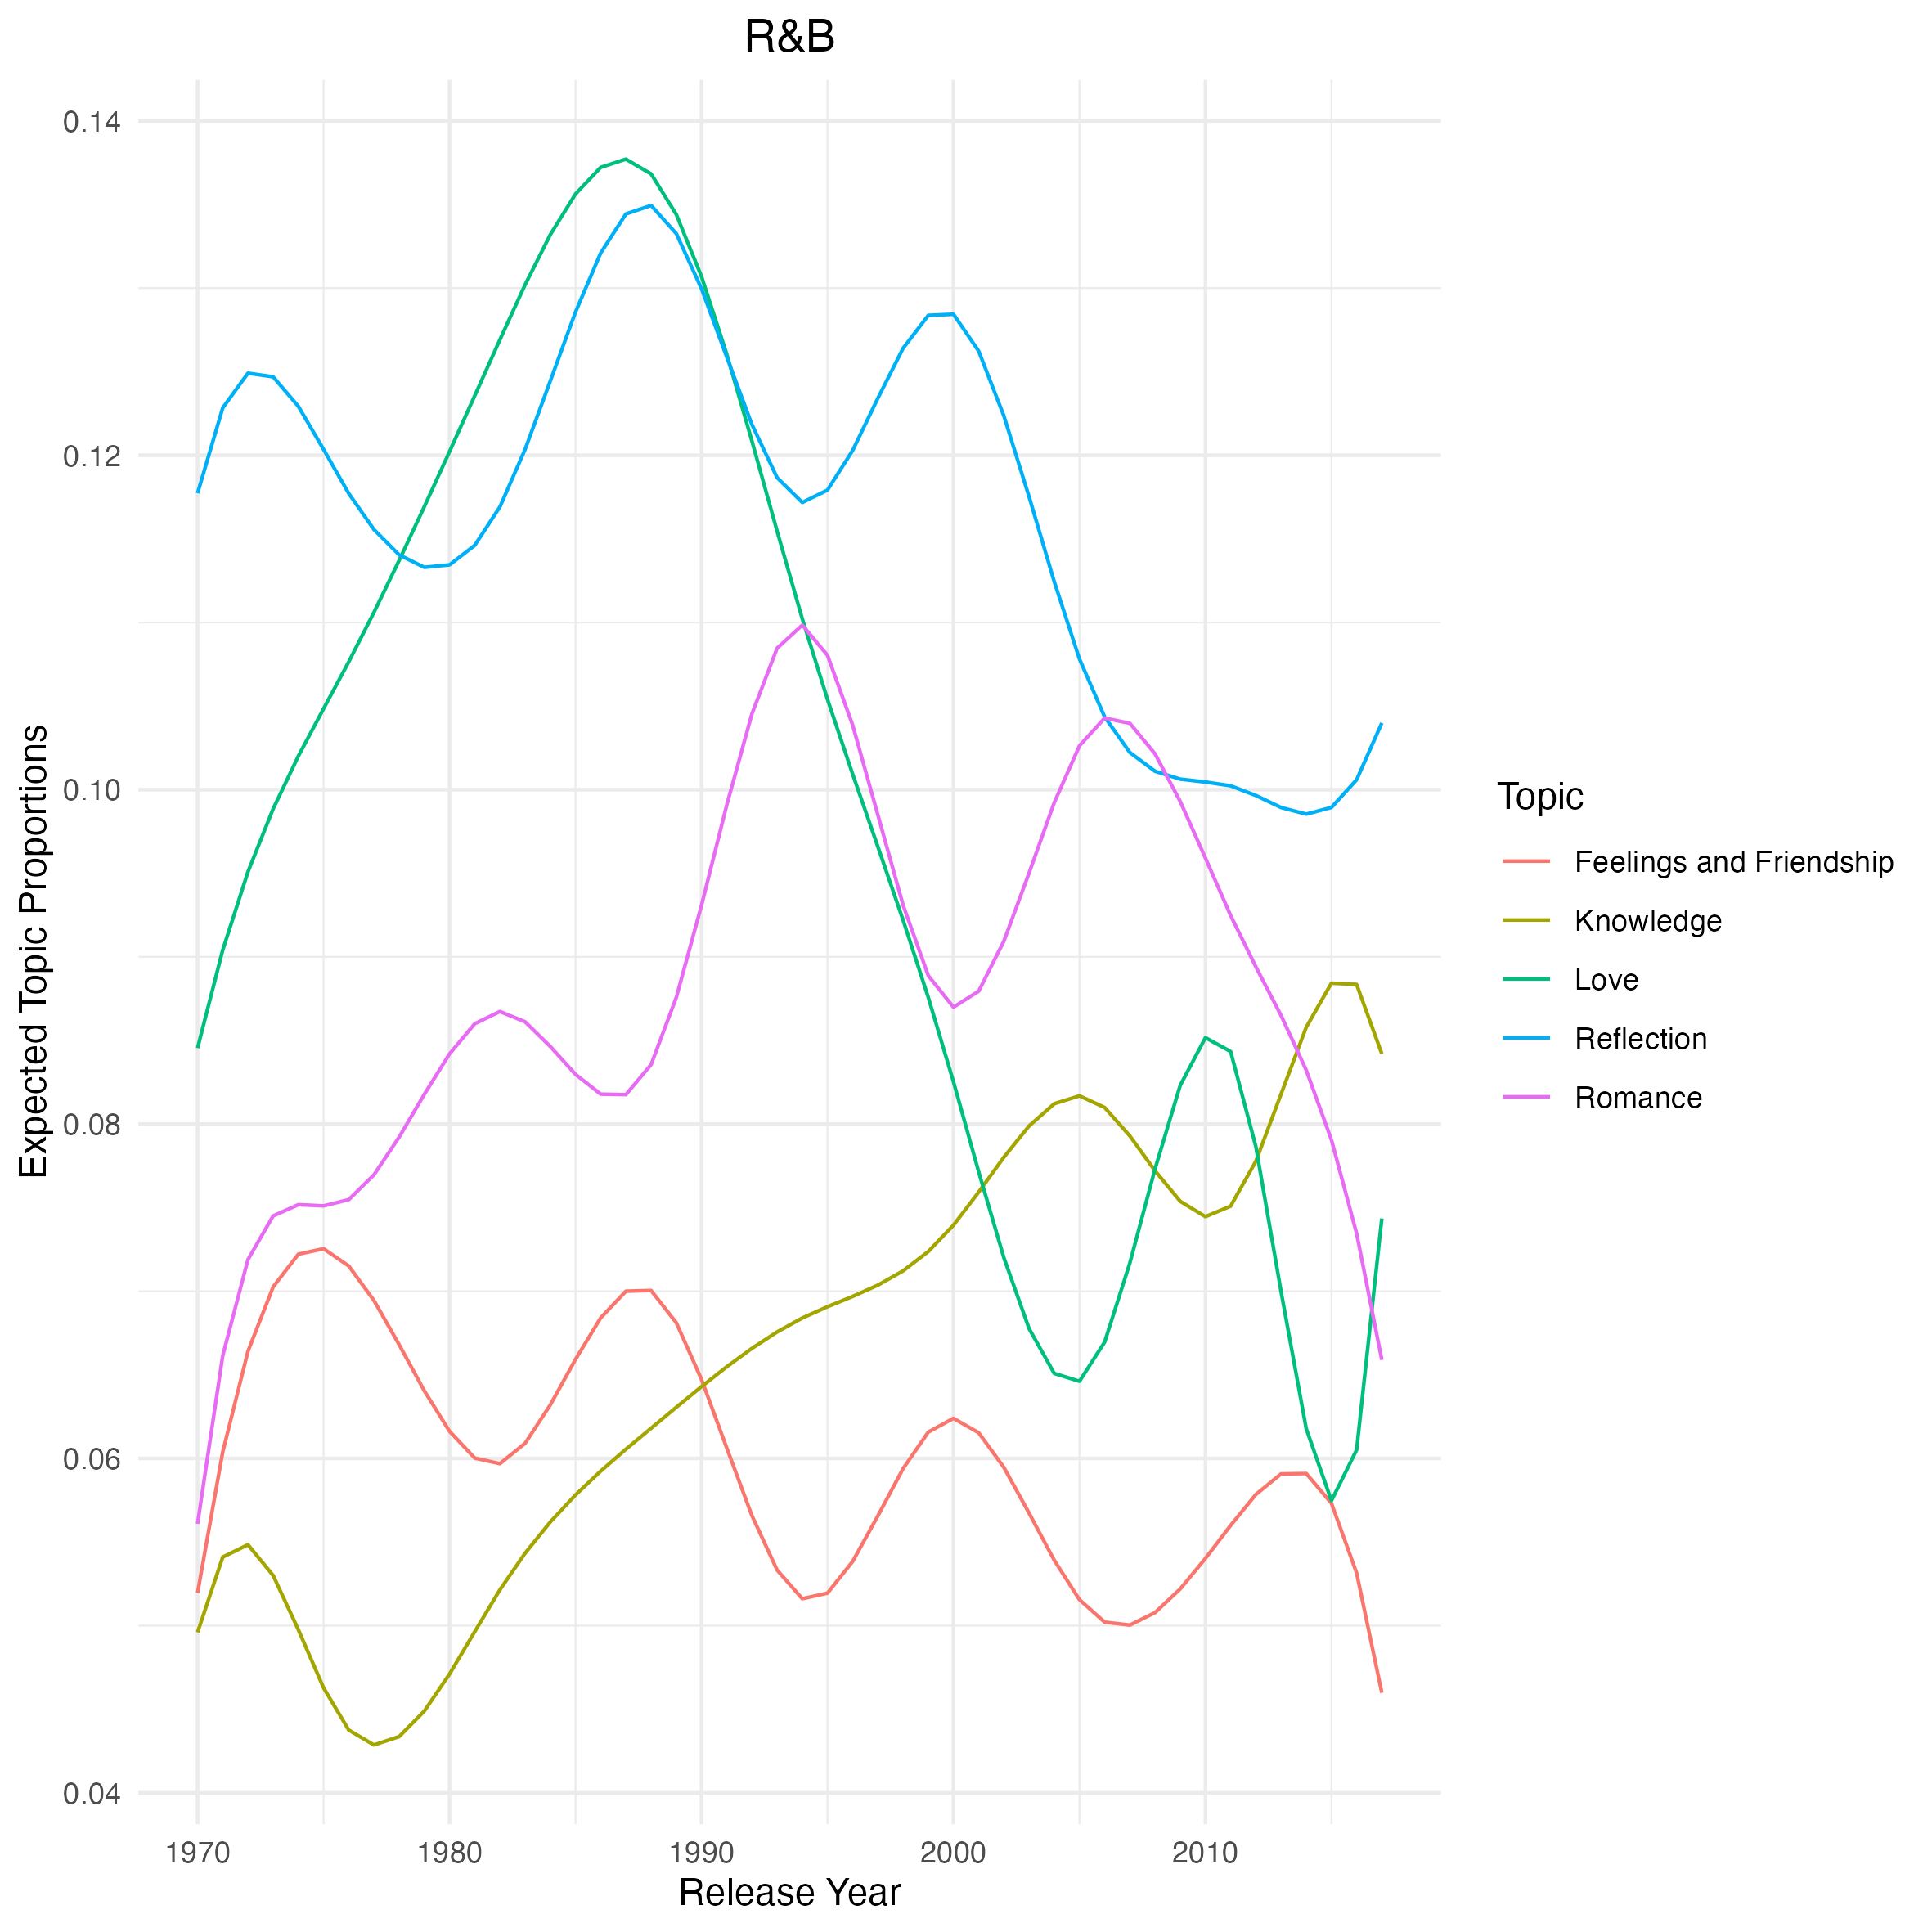 R&B
Expected Topic Proportions
0.14
0.12
0.10
0.08
0.06
0.04
1970 1980 1990 2000 2010
Release Year
Topic
Feelings and Friendship
Knowledge
Love
Reflection
Romance